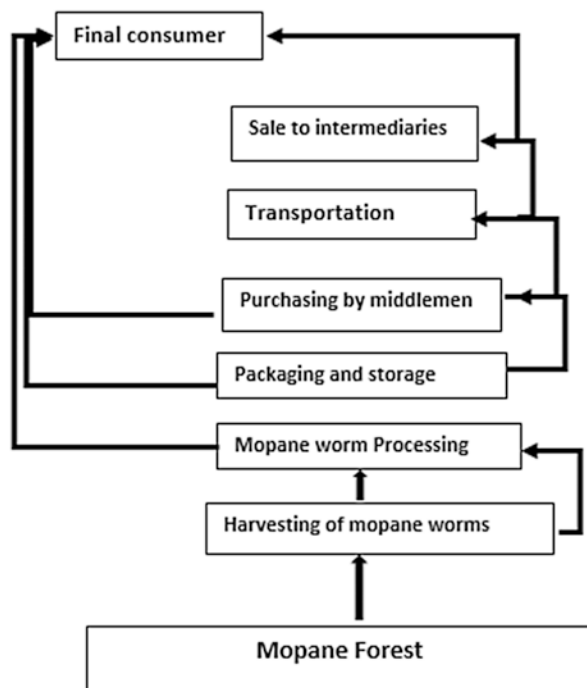 Final consumer
Sale to intermediaries
Transportation
Purchasing by middlemen
Packaging and storage
Mopane worm Processing
Harvesting of mopane worms
Mopane Forest